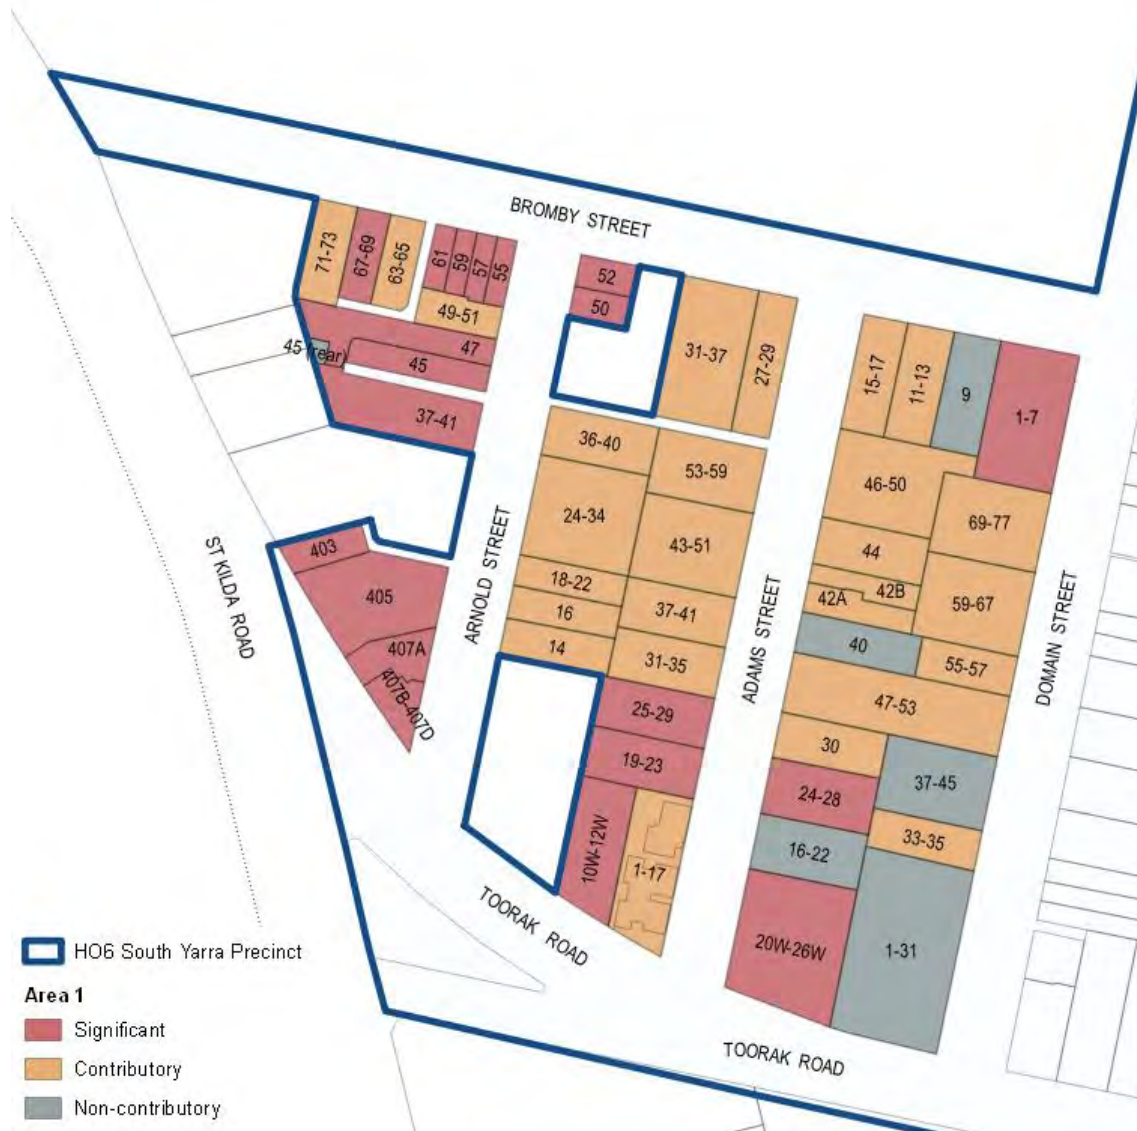 BROMBY STREET
71-73
67-69
63-65
61
59
57
55
49-51
47
45 (rear)
45
37-41
52
50
31-37
27-29
15-17
11-13
9
1-7
36-40
53-59
46-50
69-77
24-34
43-51
44
42B
42A
59-67
18-22
37-41
16
14
31-35
40
55-57
403
405
407A
407B-407D
ST KILDA ROAD
ARNOLD STREET
ADAMS STREET
DOMAIN STREET
25-29
47-53
19-23
30
37-45
24-28
33-35
10W-12W
1-17
16-22
20W-26W
1-31
TOORAK ROAD
TOORAK ROAD
HO6 South Yarra Precinct
Area 1
Significant
Contributory
Non-contributory